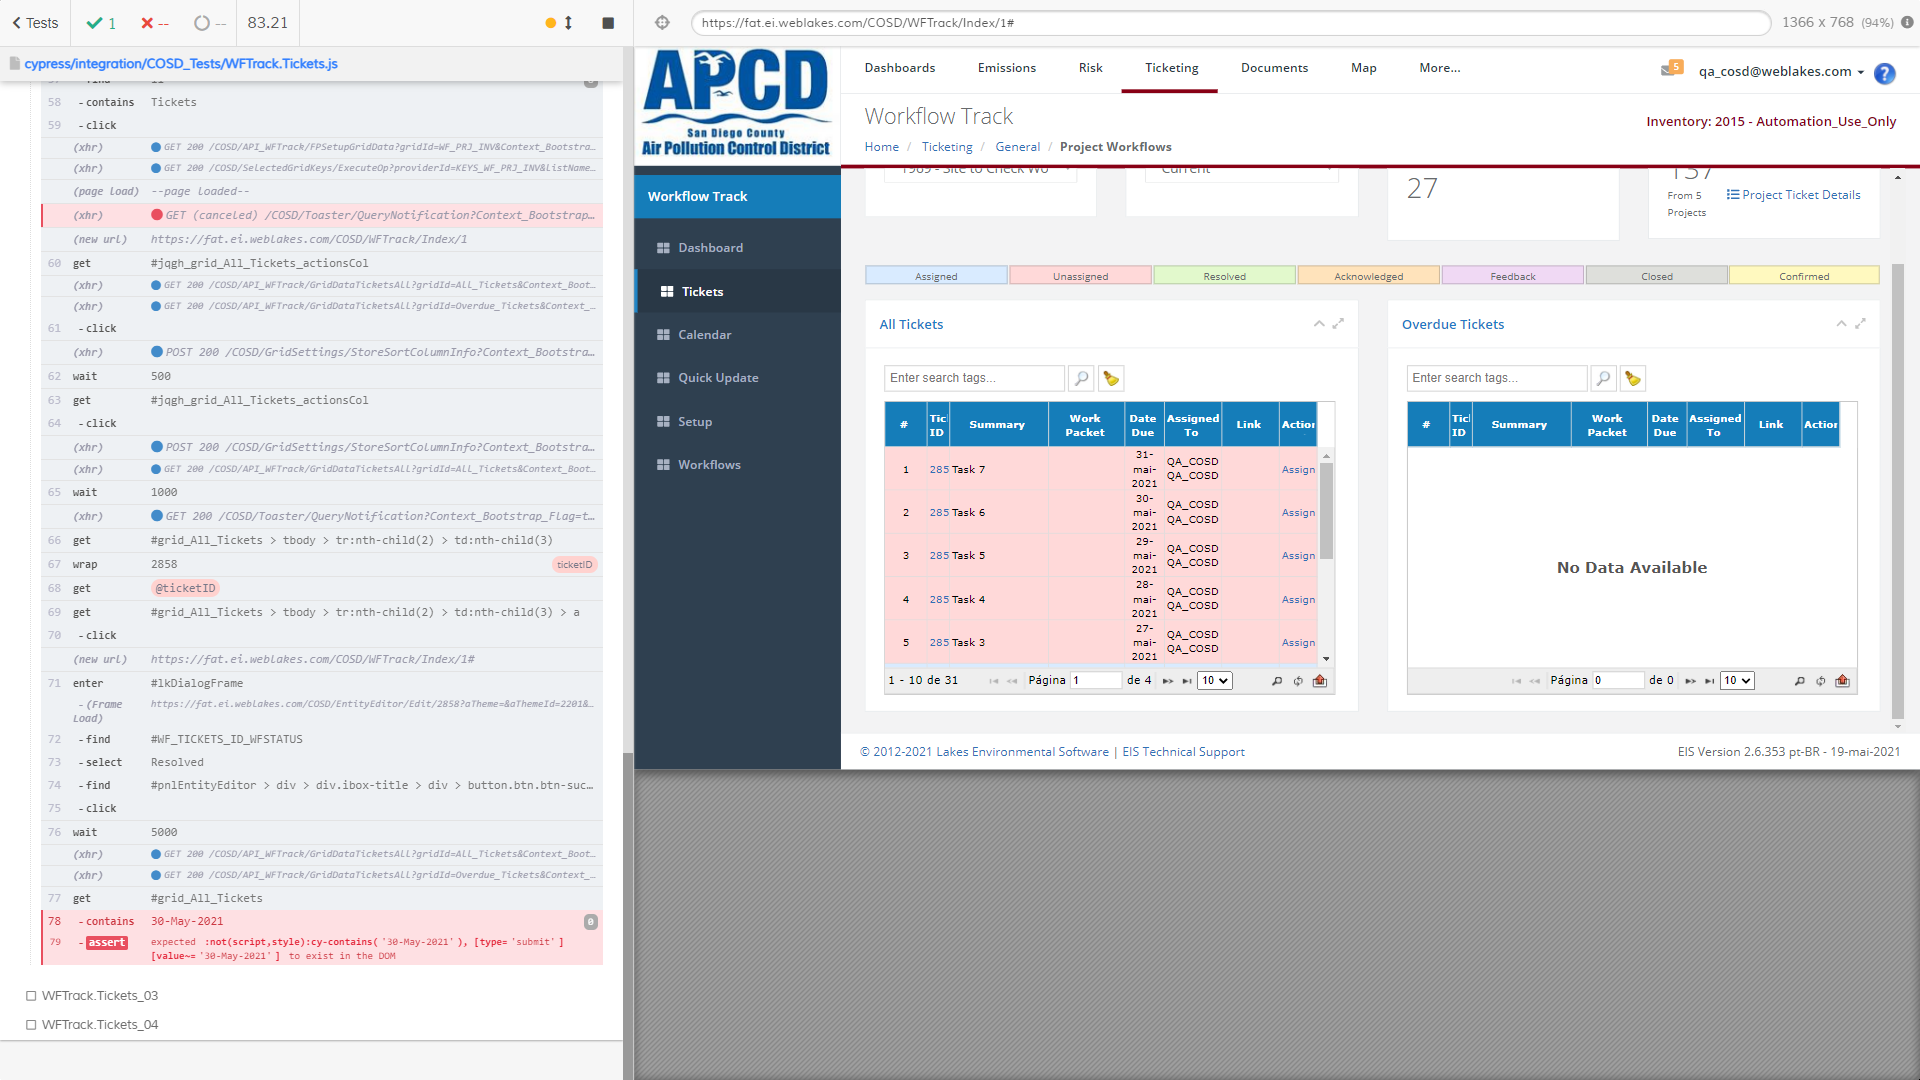 Tests
1
--
--
83.21
https://fat.ei.weblakes.com/COSD/WFTrack/Index/1#
1366 x 768 (94%)
cypress/integration/COSD_Tests/WFTrack.Tickets.js
58 - contains Tickets
59 - click
(xhr) GET 200 /COSD/API_WFTrack/FPSetupGridData?gridId=WF_PRJ_INV&Context_Bootstra...
(xhr) GET 200 /COSD/SelectedGridKeys/ExecuteOp?providerId=KEYS_WF_PRJ_INV&listName...
(page load) --page loaded--
(xhr) GET (canceled) /COSD/Toaster/QueryNotification?Context_Bootstrap...
(new url) https://fat.ei.weblakes.com/COSD/WFTrack/Index/1
60 get #jqgh_grid_All_Tickets_actionsCol
(xhr) GET 200 /COSD/API_WFTrack/GridDataTicketsAll?gridId=All_Tickets&Context_Boot...
(xhr) GET 200 /COSD/API_WFTrack/GridDataTicketsAll?gridId=Overdue_Tickets&Context_...
61 - click
(xhr) POST 200 /COSD/GridSettings/StoreSortColumnInfo?Context_Bootstra...
62 wait 500
63 get #jqgh_grid_All_Tickets_actionsCol
64 - click
(xhr) POST 200 /COSD/GridSettings/StoreSortColumnInfo?Context_Bootstra...
(xhr) GET 200 /COSD/API_WFTrack/GridDataTicketsAll?gridId=All_Tickets&Context_Boot...
65 wait 1000
(xhr) GET 200 /COSD/Toaster/QueryNotification?Context_Bootstrap_Flag=t...
66 get #grid_All_Tickets > tbody > tr:nth-child(2) > td:nth-child(3)
67 wrap 2858 ticketID
68 get @ticketID
69 get #grid_All_Tickets > tbody > tr:nth-child(2) > td:nth-child(3) > a
70 - click
(new url) https://fat.ei.weblakes.com/COSD/WFTrack/Index/1#
71 enter #lkDialogFrame
- (Frame Load) https://fat.ei.weblakes.com/COSD/EntityEditor/Edit/2858?aTheme=&aThemeId=2201&...
72 - find #WF_TICKETS_ID_WFSTATUS
73 - select Resolved
74 - find #pnlEntityEditor > div > div.ibox-title > div > button.btn.btn-suc...
75 - click
76 wait 5000
(xhr) GET 200 /COSD/API_WFTrack/GridDataTicketsAll?gridId=All_Tickets&Context_Boot...
(xhr) GET 200 /COSD/API_WFTrack/GridDataTicketsAll?gridId=Overdue_Tickets&Context_...
77 get #grid_All_Tickets
78 - contains 30-May-2021 0
79 - assert expected :not(script,style):cy-contains('30-May-2021'), [type='submit']
[value~='30-May-2021'] to exist in the DOM
WFTrack.Tickets_03
WFTrack.Tickets_04
APCD
San Diego County
Air Pollution Control District
Dashboards Emissions Risk Ticketing Documents Map More...
5 qa_cosd@weblakes.com ?
Workflow Track
Inventory: 2015 - Automation_Use_Only
Home / Ticketing / General / Project Workflows
Workflow Track
Dashboard
Tickets
Calendar
Quick Update
Setup
Workflows
1989 - Site to Check Wo
Current
27
137
From 5
Projects
Project Ticket Details
Assigned Unassigned Resolved Acknowledged Feedback Closed Confirmed
All Tickets
Enter search tags...
# Tic ID Summary Work Packet Date Due Assigned To Link Action
1 285 Task 7 31-mai-2021 QA_COSD QA_COSD Assign
2 285 Task 6 30-mai-2021 QA_COSD QA_COSD Assign
3 285 Task 5 29-mai-2021 QA_COSD QA_COSD Assign
4 285 Task 4 28-mai-2021 QA_COSD QA_COSD Assign
5 285 Task 3 27-mai-2021 QA_COSD QA_COSD Assign
1 - 10 de 31 Página 1 de 4 10
Overdue Tickets
Enter search tags...
# Tic ID Summary Work Packet Date Due Assigned To Link Action
No Data Available
Página 0 de 0 10
© 2012-2021 Lakes Environmental Software | EIS Technical Support
EIS Version 2.6.353 pt-BR - 19-mai-2021